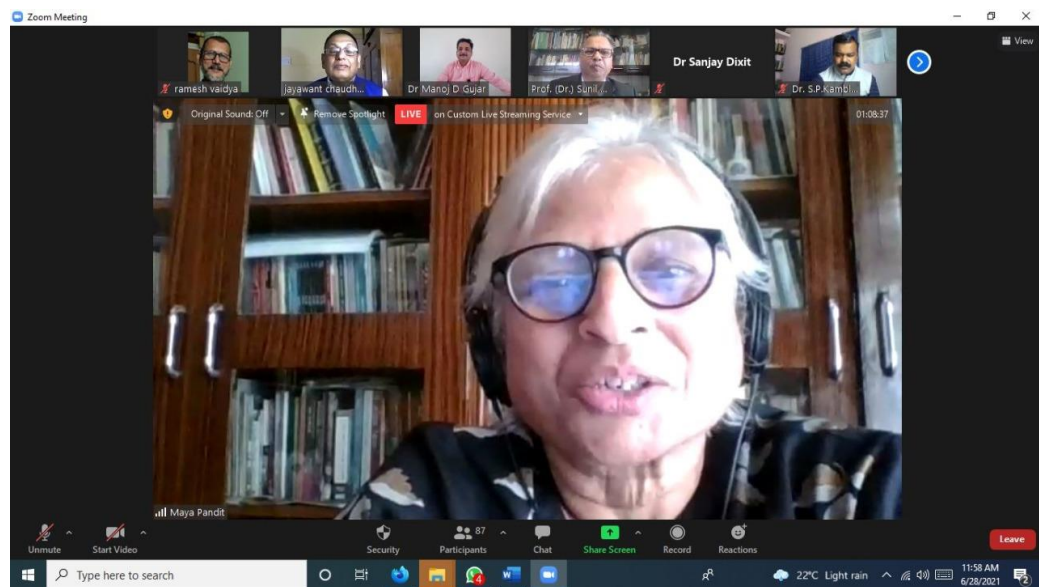 Zoom Meeting
View
ramesh vaidya
jayawant chaudh...
Dr Manoj D Gujar
Prof. (Dr.) Sunil (...
Dr Sanjay Dixit
Dr. S.P.Kambl...
Original Sound: Off
Remove Spotlight
LIVE on Custom Live Streaming Service
01:08:37
Maya Pandit
Unmute
Start Video
Security
Participants
87
Chat
Share Screen
Record
Reactions
Leave
Type here to search
4
22°C Light rain
11:58 AM
6/28/2021
2